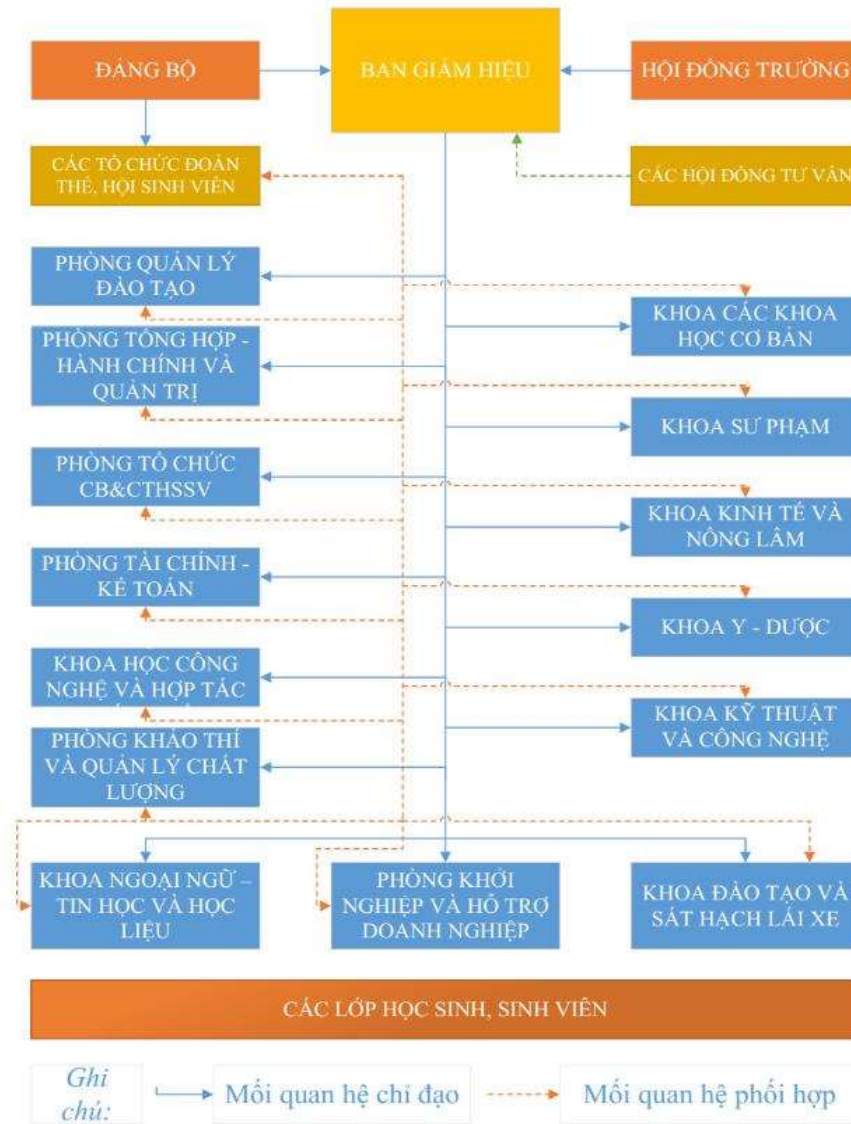 ĐẢNG BỘ
BAN GIÁM HIỆU
HỘI ĐỒNG TRƯỜNG
CÁC TỔ CHỨC ĐOÀN
THỂ, HỘI SINH VIÊN
CÁC HỘI ĐỒNG TƯ VẤN
PHÒNG QUẢN LÝ
ĐÀO TẠO
PHÒNG TỔNG HỢP -
HÀNH CHÍNH VÀ
QUẢN TRỊ
PHÒNG TỔ CHỨC
CB&CTHSSV
PHÒNG TÀI CHÍNH -
KẾ TOÁN
KHOA HỌC CÔNG
NGHỆ VÀ HỢP TÁC
PHÒNG KHẢO THÍ
VÀ QUẢN LÝ CHẤT
LƯỢNG
KHOA CÁC KHOA
HỌC CƠ BẢN
KHOA SƯ PHẠM
KHOA KINH TẾ VÀ
NÔNG LÂM
KHOA Y - DƯỢC
KHOA KỸ THUẬT
VÀ CÔNG NGHỆ
KHOA NGOẠI NGỮ –
TIN HỌC VÀ HỌC
LIỆU
PHÒNG KHỞI
NGHIỆP VÀ HỖ TRỢ
DOANH NGHIỆP
KHOA ĐÀO TẠO VÀ
SÁT HẠCH LÁI XE
CÁC LỚP HỌC SINH, SINH VIÊN
Ghi
chú:
Mối quan hệ chỉ đạo
Mối quan hệ phối hợp